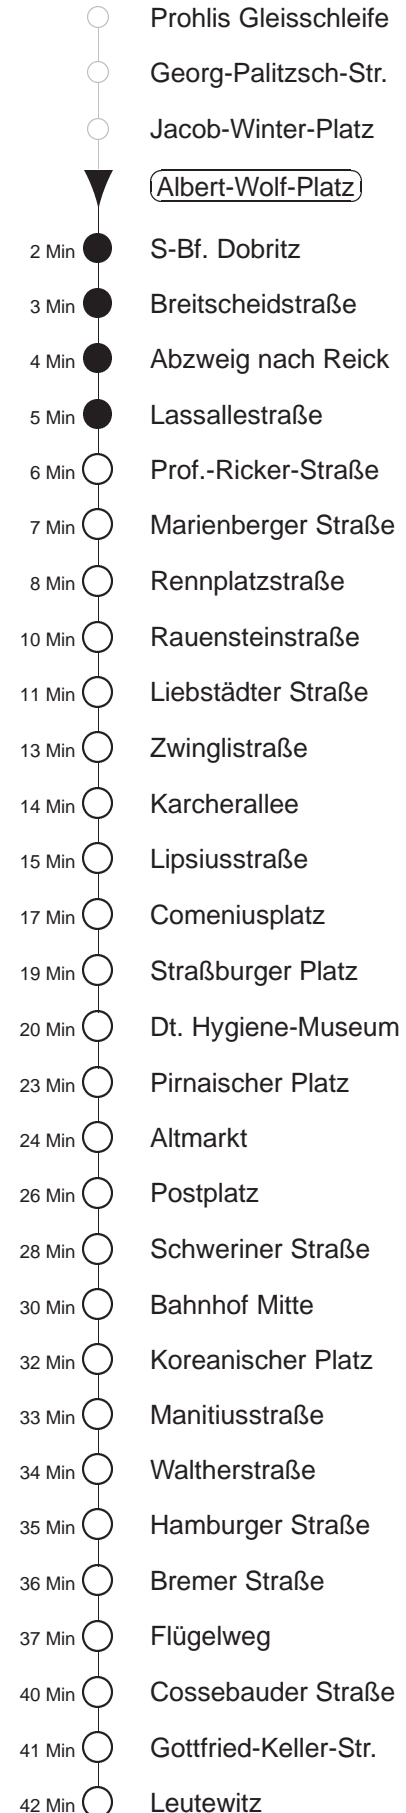 Prohlis Gleisschleife
Georg-Palitzsch-Str.
Jacob-Winter-Platz
Albert-Wolf-Platz
2 Min S-Bf. Dobritz
3 Min Breitscheidstraße
4 Min Abzweig nach Reick
5 Min Lassallestraße
6 Min Prof.-Ricker-Straße
7 Min Marienberger Straße
8 Min Rennplatzstraße
10 Min Rauensteinstraße
11 Min Liebstädter Straße
13 Min Zwinglistraße
14 Min Karcherallee
15 Min Lipsiusstraße
17 Min Comeniusplatz
19 Min Straßburger Platz
20 Min Dt. Hygiene-Museum
23 Min Pirnaischer Platz
24 Min Altmarkt
26 Min Postplatz
28 Min Schweriner Straße
30 Min Bahnhof Mitte
32 Min Koreanischer Platz
33 Min Manitiusstraße
34 Min Waltherstraße
35 Min Hamburger Straße
36 Min Bremer Straße
37 Min Flügelweg
40 Min Cossebauder Straße
41 Min Gottfried-Keller-Str.
42 Min Leutewitz